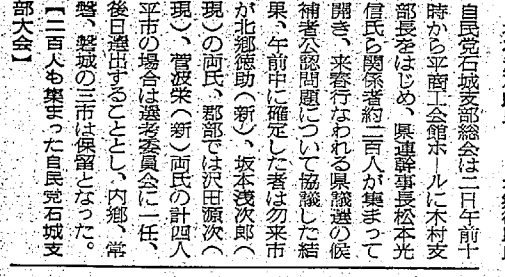 自民党石城支部総会は二日午前十
時から平商工会館ホールに木村支
部長をはじめ、県連幹事長松本光
信氏ら関係者約二百人が集まって
開き、来春行なわれる県議選の候
補者公認問題について協議した結
果、午前中に確定した者は勿来市
が北郷徳助（新）、坂本浅次郎（
現）の両氏、郡部では沢田源次（
現）、菅波栄（新）両氏の計四人
平市の場合は選考委員会に一任、
後日選出することとし、内郷、常
磐、磐城の三市は保留となった。
【二百人も集まった自民党石城支
部大会】